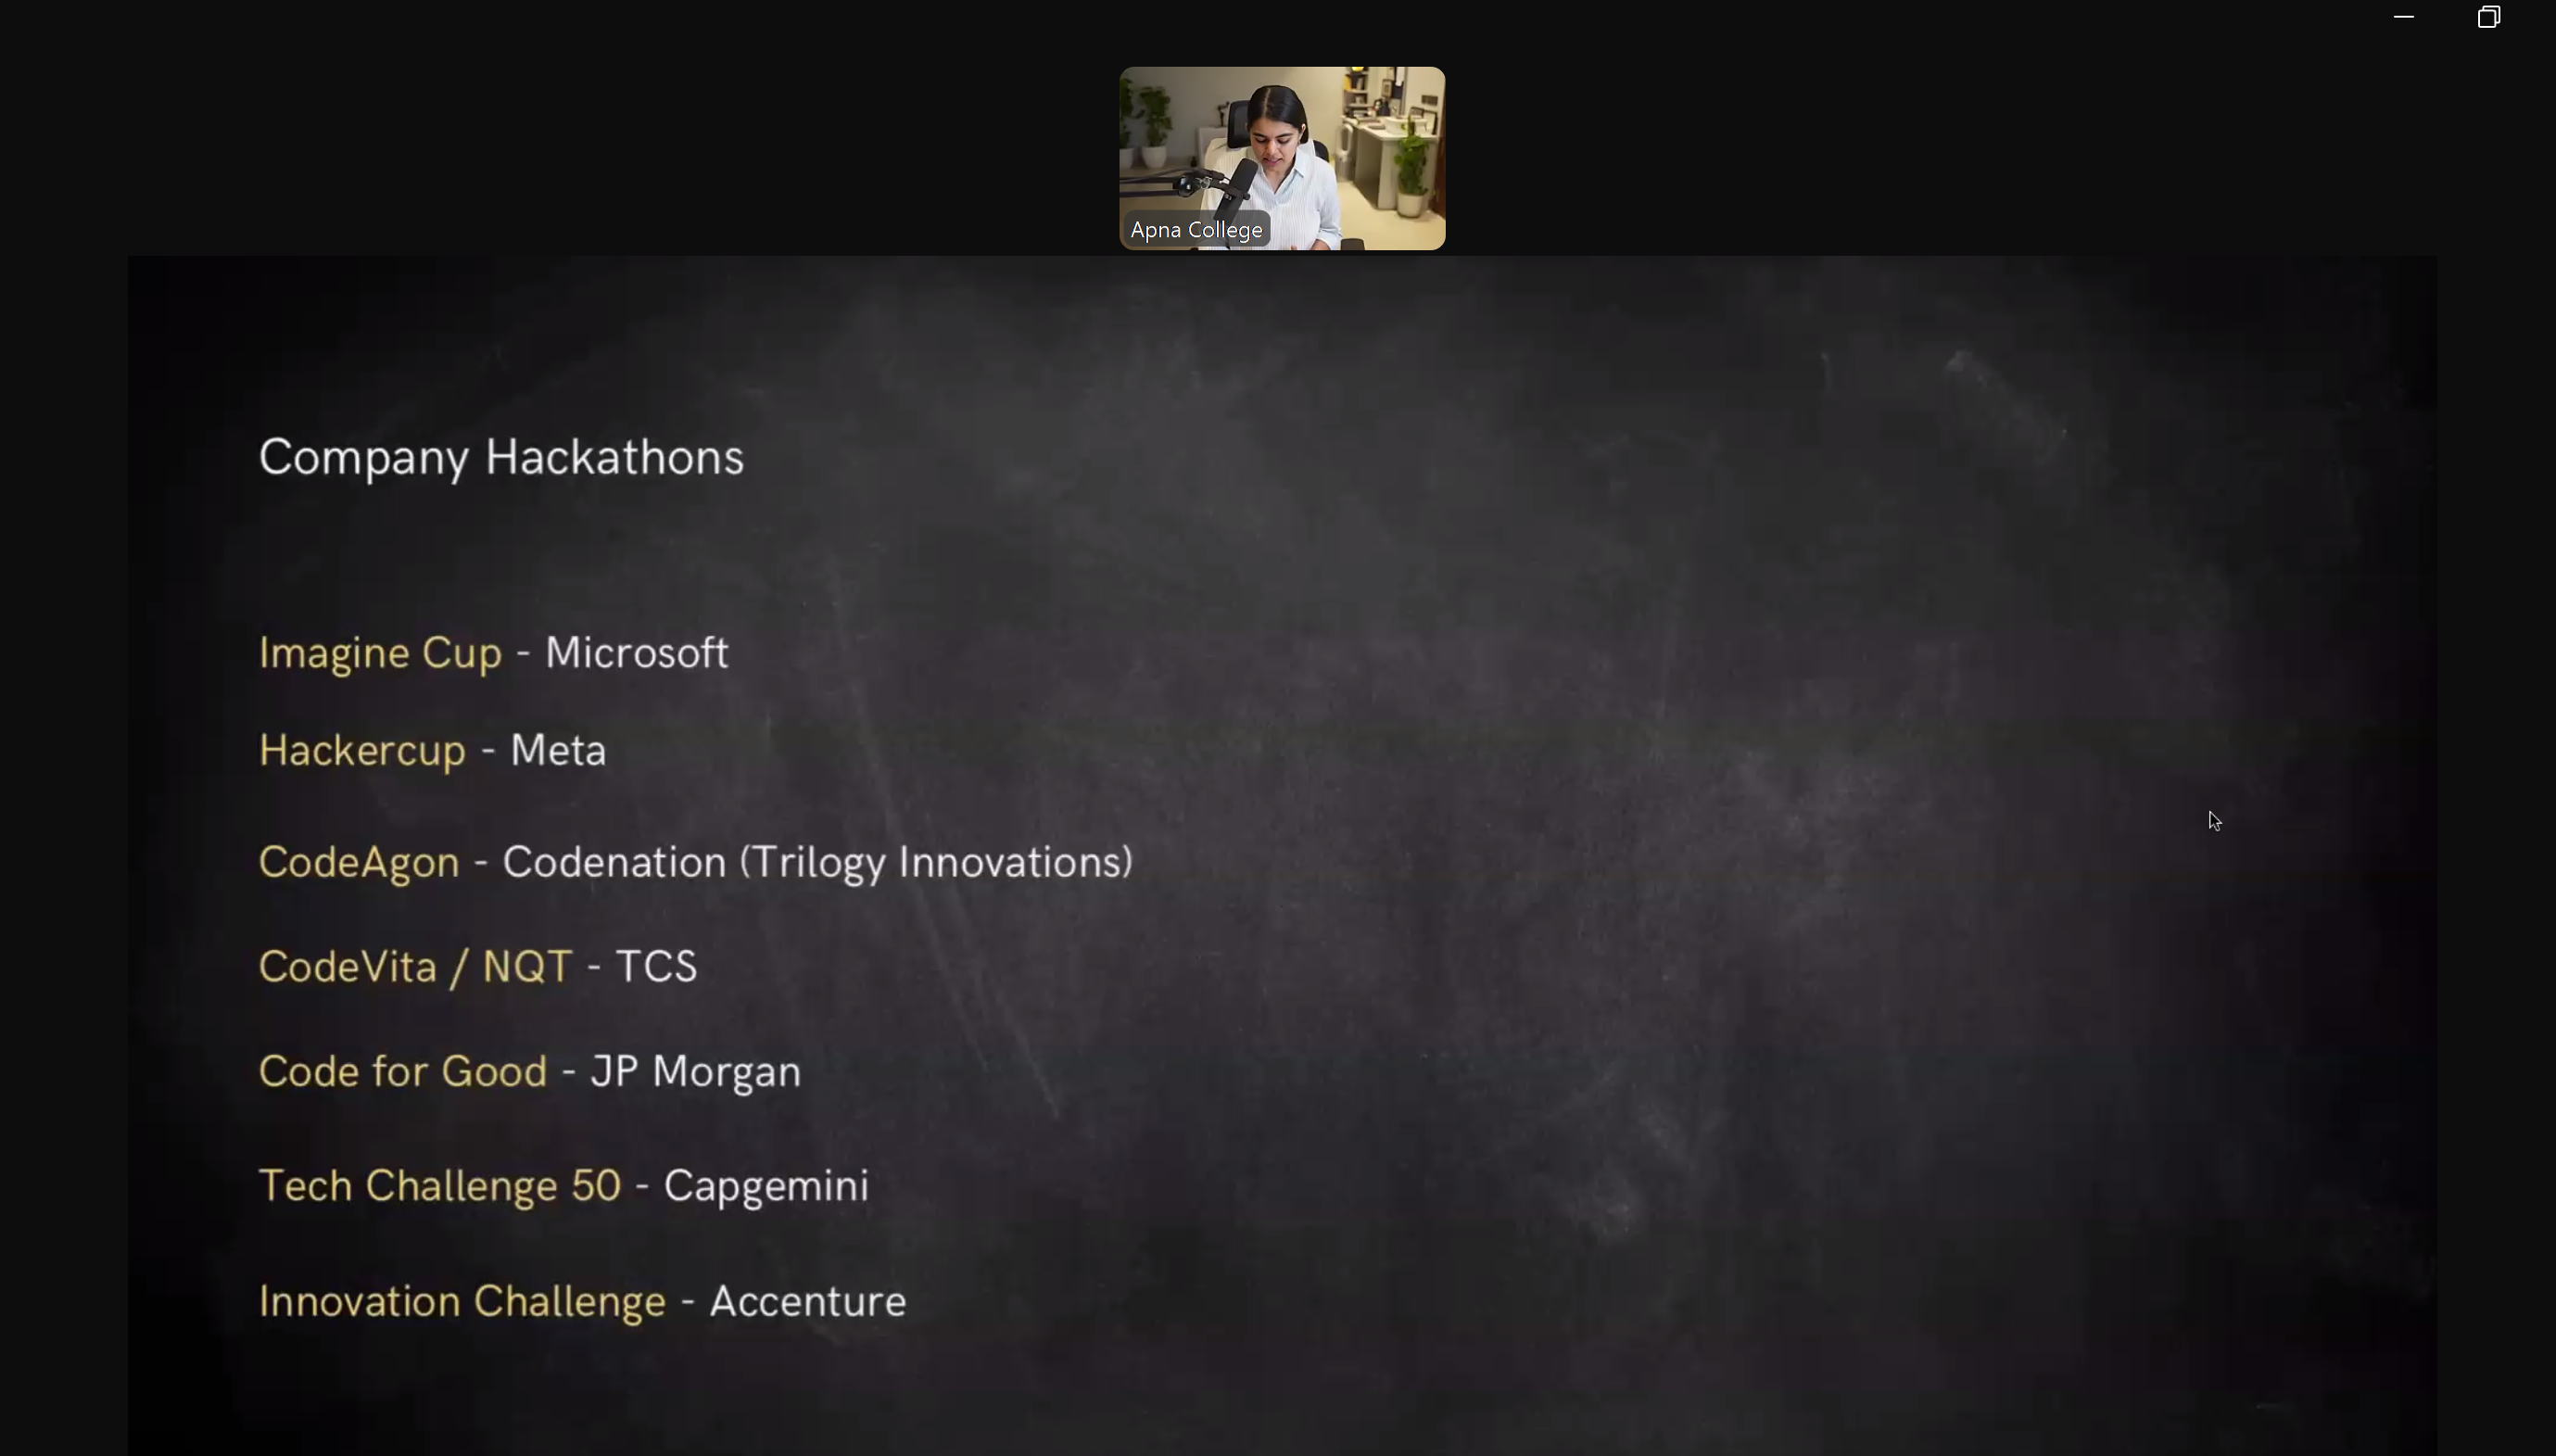 Apna College
Company Hackathons
Imagine Cup - Microsoft
Hackercup - Meta
CodeAgon - Codenation (Trilogy Innovations)
CodeVita / NQT - TCS
Code for Good - JP Morgan
Tech Challenge 50 - Capgemini
Innovation Challenge - Accenture